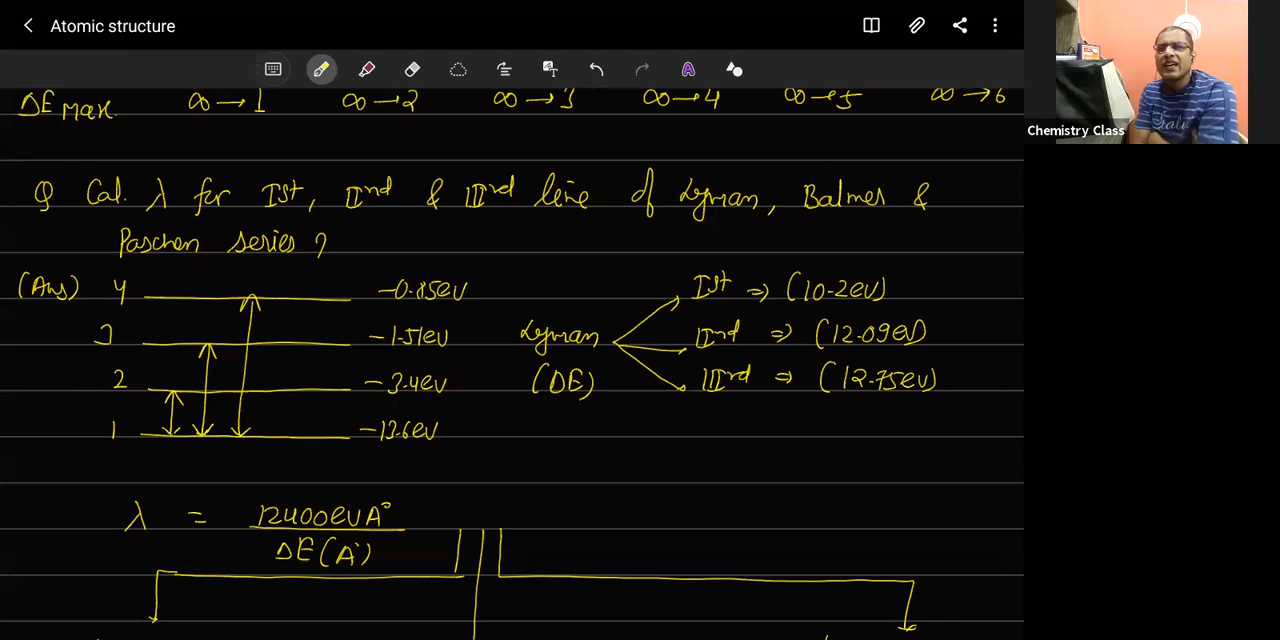 Atomic structure
ΔE Max. ∞→1 ∞→2 ∞→3 ∞→4 ∞→5 ∞→6
Chemistry Class
Q Cal. λ for Ist, IInd & IIIrd line of Lyman, Balmer &
Paschen series ?
(Ans) 4 -0.85eV
3 -1.51eV
2 -3.4eV
1 -13.6eV
Lyman
(ΔE)
Ist ⇒ (10.2eV)
IInd ⇒ (12.09eV)
IIIrd ⇒ (12.75eV)
λ = 12400eVA°
ΔE(A°)